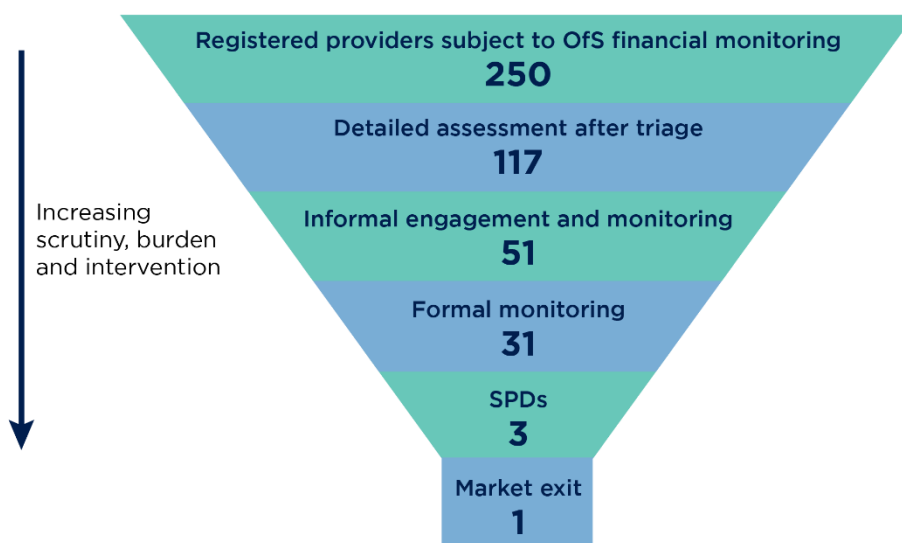 Registered providers subject to OfS financial monitoring
250
Detailed assessment after triage
117
Informal engagement and monitoring
51
Formal monitoring
31
SPDs
3
Market exit
1
Increasing
scrutiny, burden
and intervention